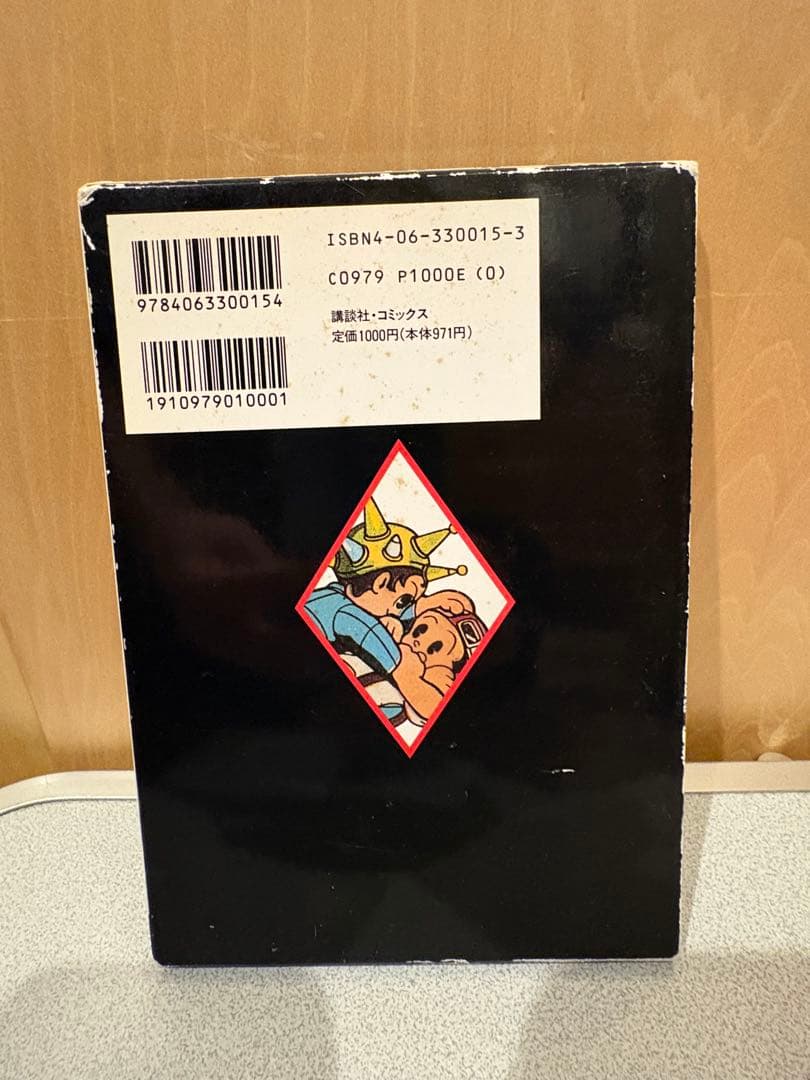 ISBN4-06-330015-3
C0979 P1000E (0)
講談社・コミックス
定価1000円(本体971円)
9784063300154
1910979010001